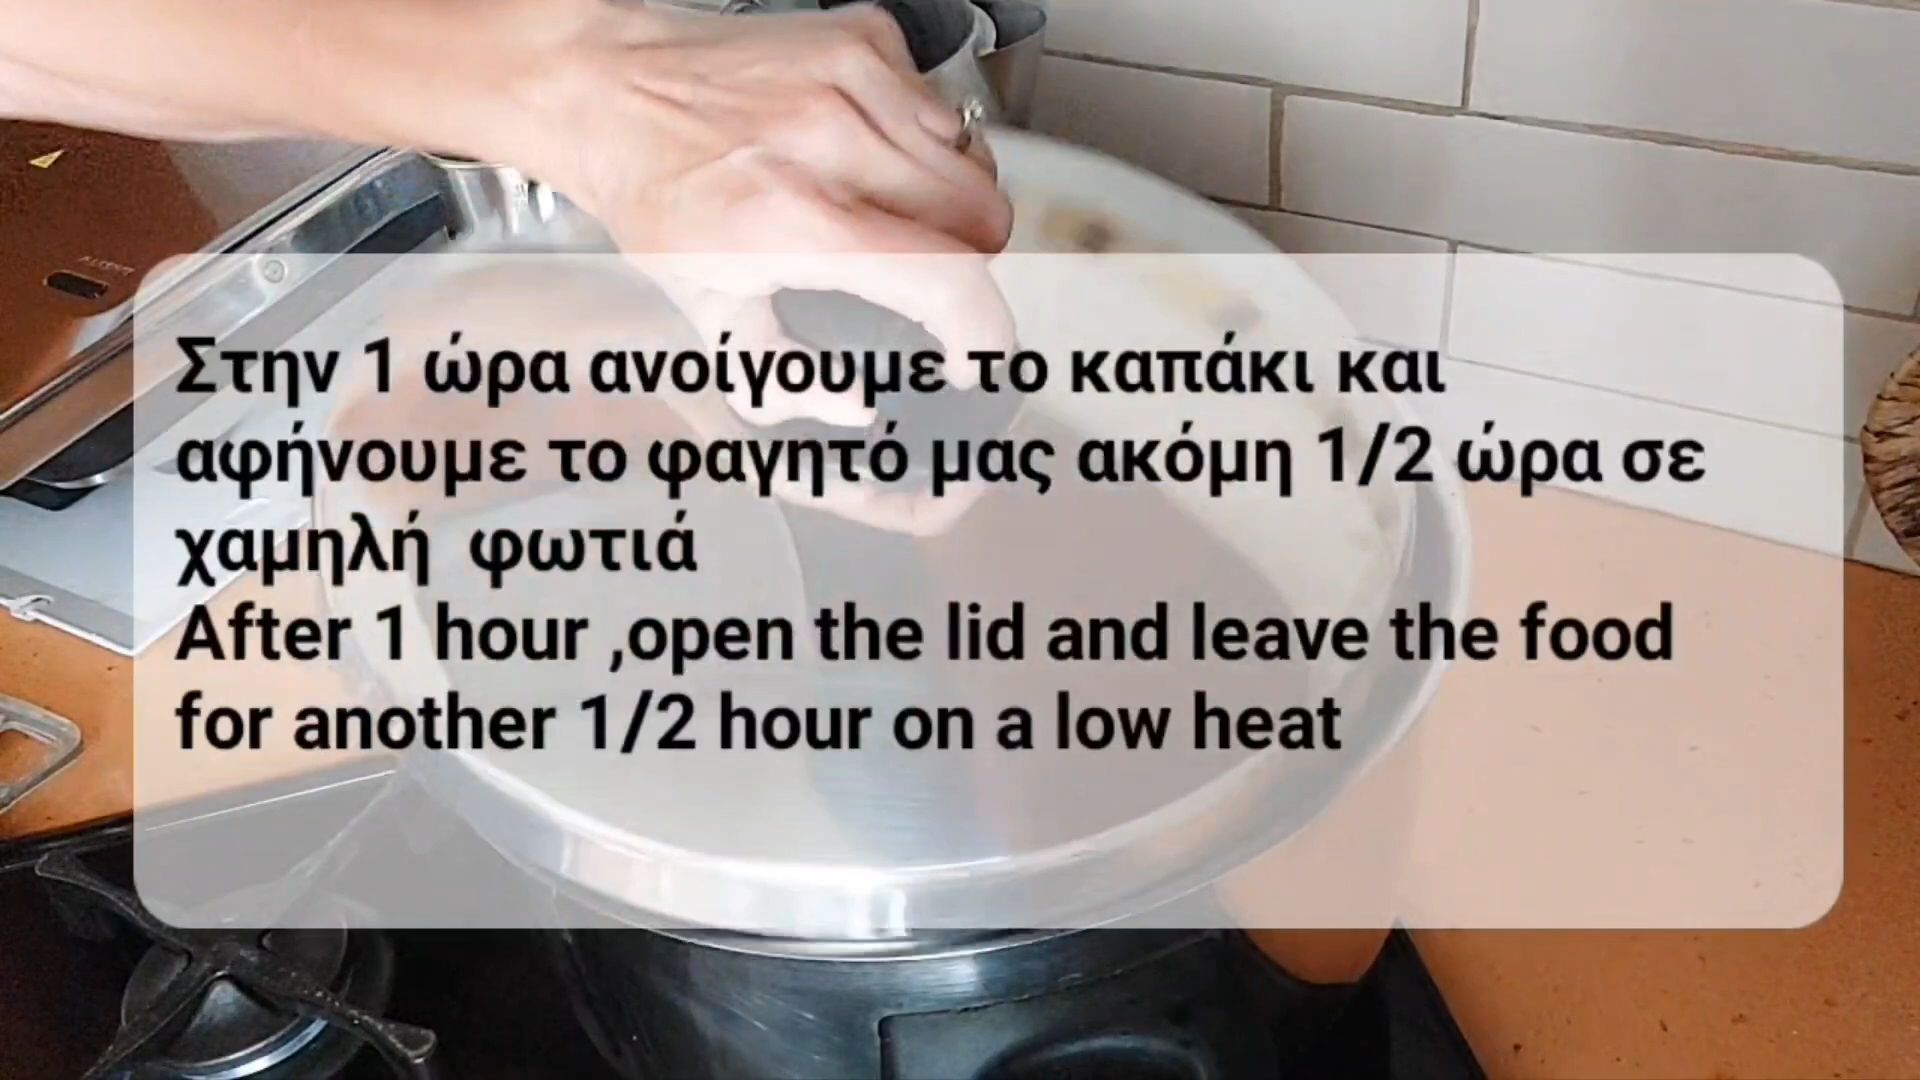 Στην 1 ώρα ανοίγουμε το καπάκι και
αφήνουμε το φαγητό μας ακόμη 1/2 ώρα σε
χαμηλή  φωτιά
After 1 hour ,open the lid and leave the food
for another 1/2 hour on a low heat